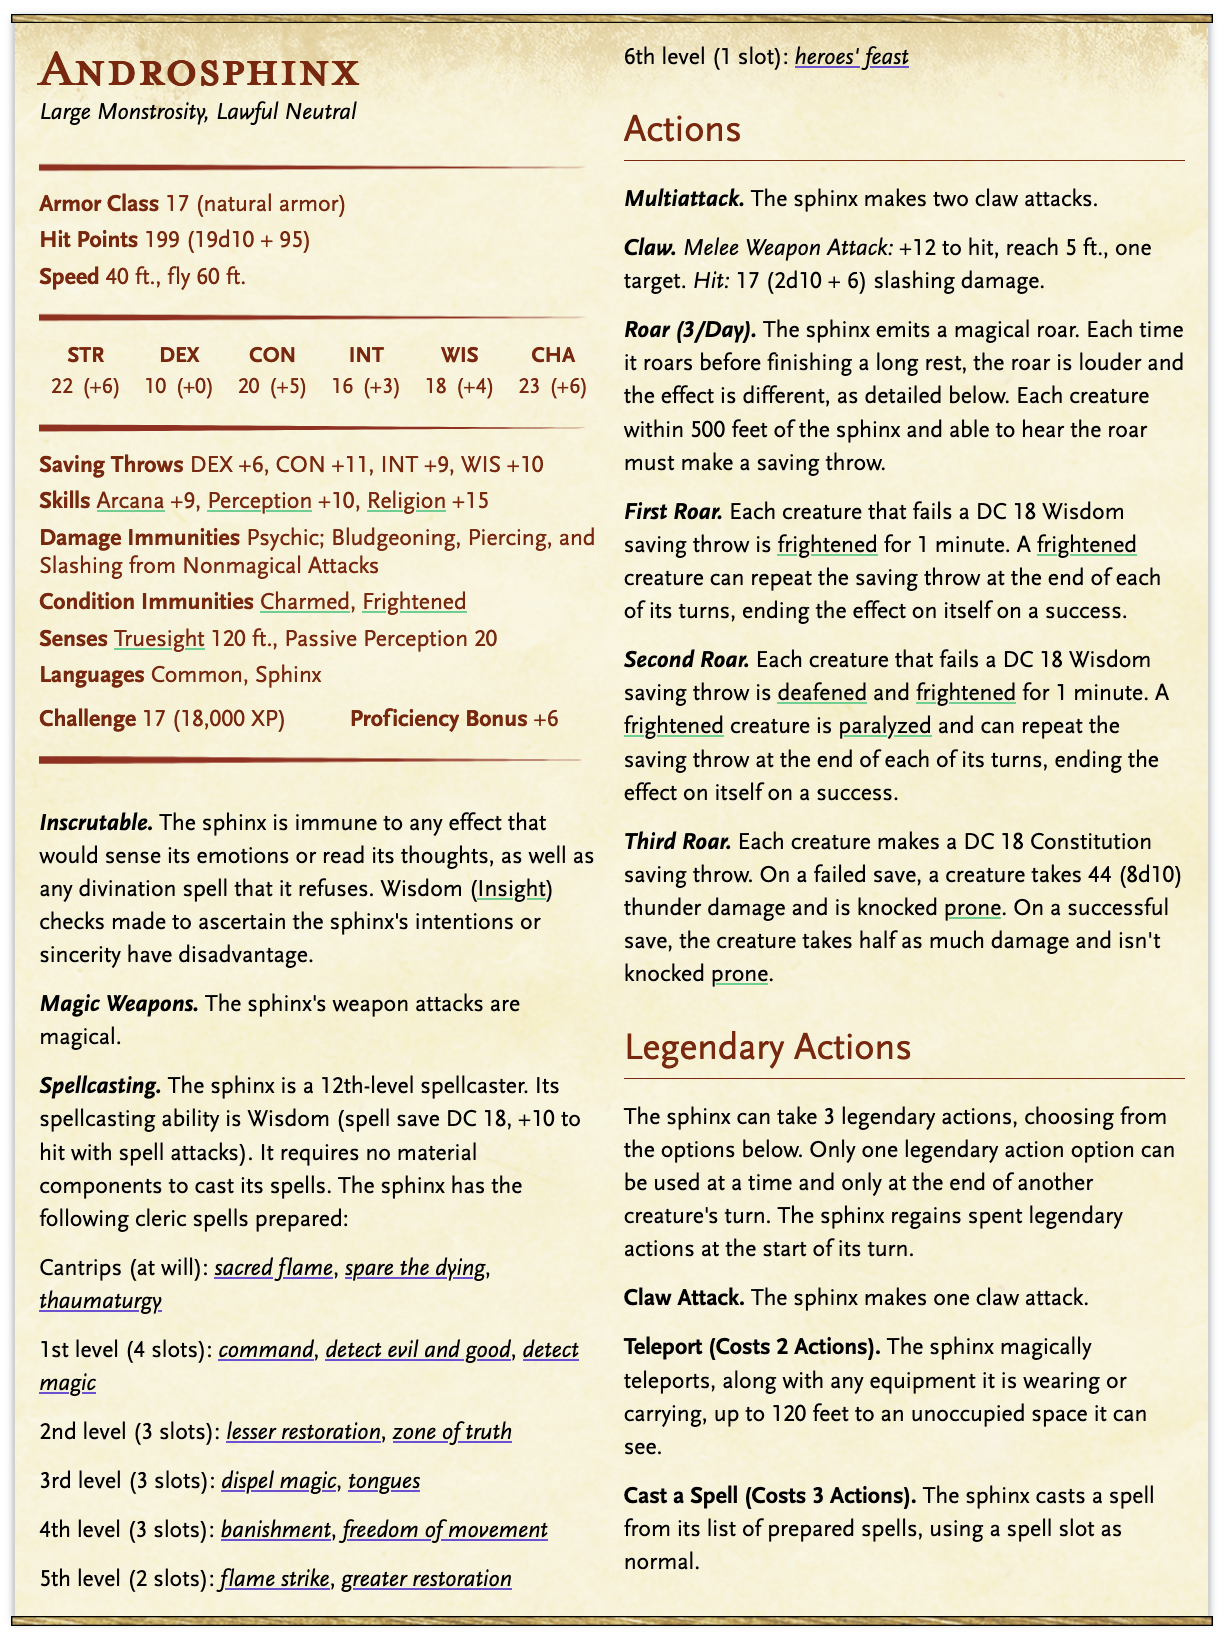 Androsphinx
Large Monstrosity, Lawful Neutral
Armor Class 17 (natural armor)
Hit Points 199 (19d10 + 95)
Speed 40 ft., fly 60 ft.
STR DEX CON INT WIS CHA
22 (+6) 10 (+0) 20 (+5) 16 (+3) 18 (+4) 23 (+6)
Saving Throws DEX +6, CON +11, INT +9, WIS +10
Skills Arcana +9, Perception +10, Religion +15
Damage Immunities Psychic; Bludgeoning, Piercing, and
Slashing from Nonmagical Attacks
Condition Immunities Charmed, Frightened
Senses Truesight 120 ft., Passive Perception 20
Languages Common, Sphinx
Challenge 17 (18,000 XP) Proficiency Bonus +6
Inscrutable. The sphinx is immune to any effect that
would sense its emotions or read its thoughts, as well as
any divination spell that it refuses. Wisdom (Insight)
checks made to ascertain the sphinx's intentions or
sincerity have disadvantage.
Magic Weapons. The sphinx's weapon attacks are
magical.
Spellcasting. The sphinx is a 12th-level spellcaster. Its
spellcasting ability is Wisdom (spell save DC 18, +10 to
hit with spell attacks). It requires no material
components to cast its spells. The sphinx has the
following cleric spells prepared:
Cantrips (at will): sacred flame, spare the dying,
thaumaturgy
1st level (4 slots): command, detect evil and good, detect
magic
2nd level (3 slots): lesser restoration, zone of truth
3rd level (3 slots): dispel magic, tongues
4th level (3 slots): banishment, freedom of movement
5th level (2 slots): flame strike, greater restoration
6th level (1 slot): heroes' feast
Actions
Multiattack. The sphinx makes two claw attacks.
Claw. Melee Weapon Attack: +12 to hit, reach 5 ft., one
target. Hit: 17 (2d10 + 6) slashing damage.
Roar (3/Day). The sphinx emits a magical roar. Each time
it roars before finishing a long rest, the roar is louder and
the effect is different, as detailed below. Each creature
within 500 feet of the sphinx and able to hear the roar
must make a saving throw.
First Roar. Each creature that fails a DC 18 Wisdom
saving throw is frightened for 1 minute. A frightened
creature can repeat the saving throw at the end of each
of its turns, ending the effect on itself on a success.
Second Roar. Each creature that fails a DC 18 Wisdom
saving throw is deafened and frightened for 1 minute. A
frightened creature is paralyzed and can repeat the
saving throw at the end of each of its turns, ending the
effect on itself on a success.
Third Roar. Each creature makes a DC 18 Constitution
saving throw. On a failed save, a creature takes 44 (8d10)
thunder damage and is knocked prone. On a successful
save, the creature takes half as much damage and isn't
knocked prone.
Legendary Actions
The sphinx can take 3 legendary actions, choosing from
the options below. Only one legendary action option can
be used at a time and only at the end of another
creature's turn. The sphinx regains spent legendary
actions at the start of its turn.
Claw Attack. The sphinx makes one claw attack.
Teleport (Costs 2 Actions). The sphinx magically
teleports, along with any equipment it is wearing or
carrying, up to 120 feet to an unoccupied space it can
see.
Cast a Spell (Costs 3 Actions). The sphinx casts a spell
from its list of prepared spells, using a spell slot as
normal.